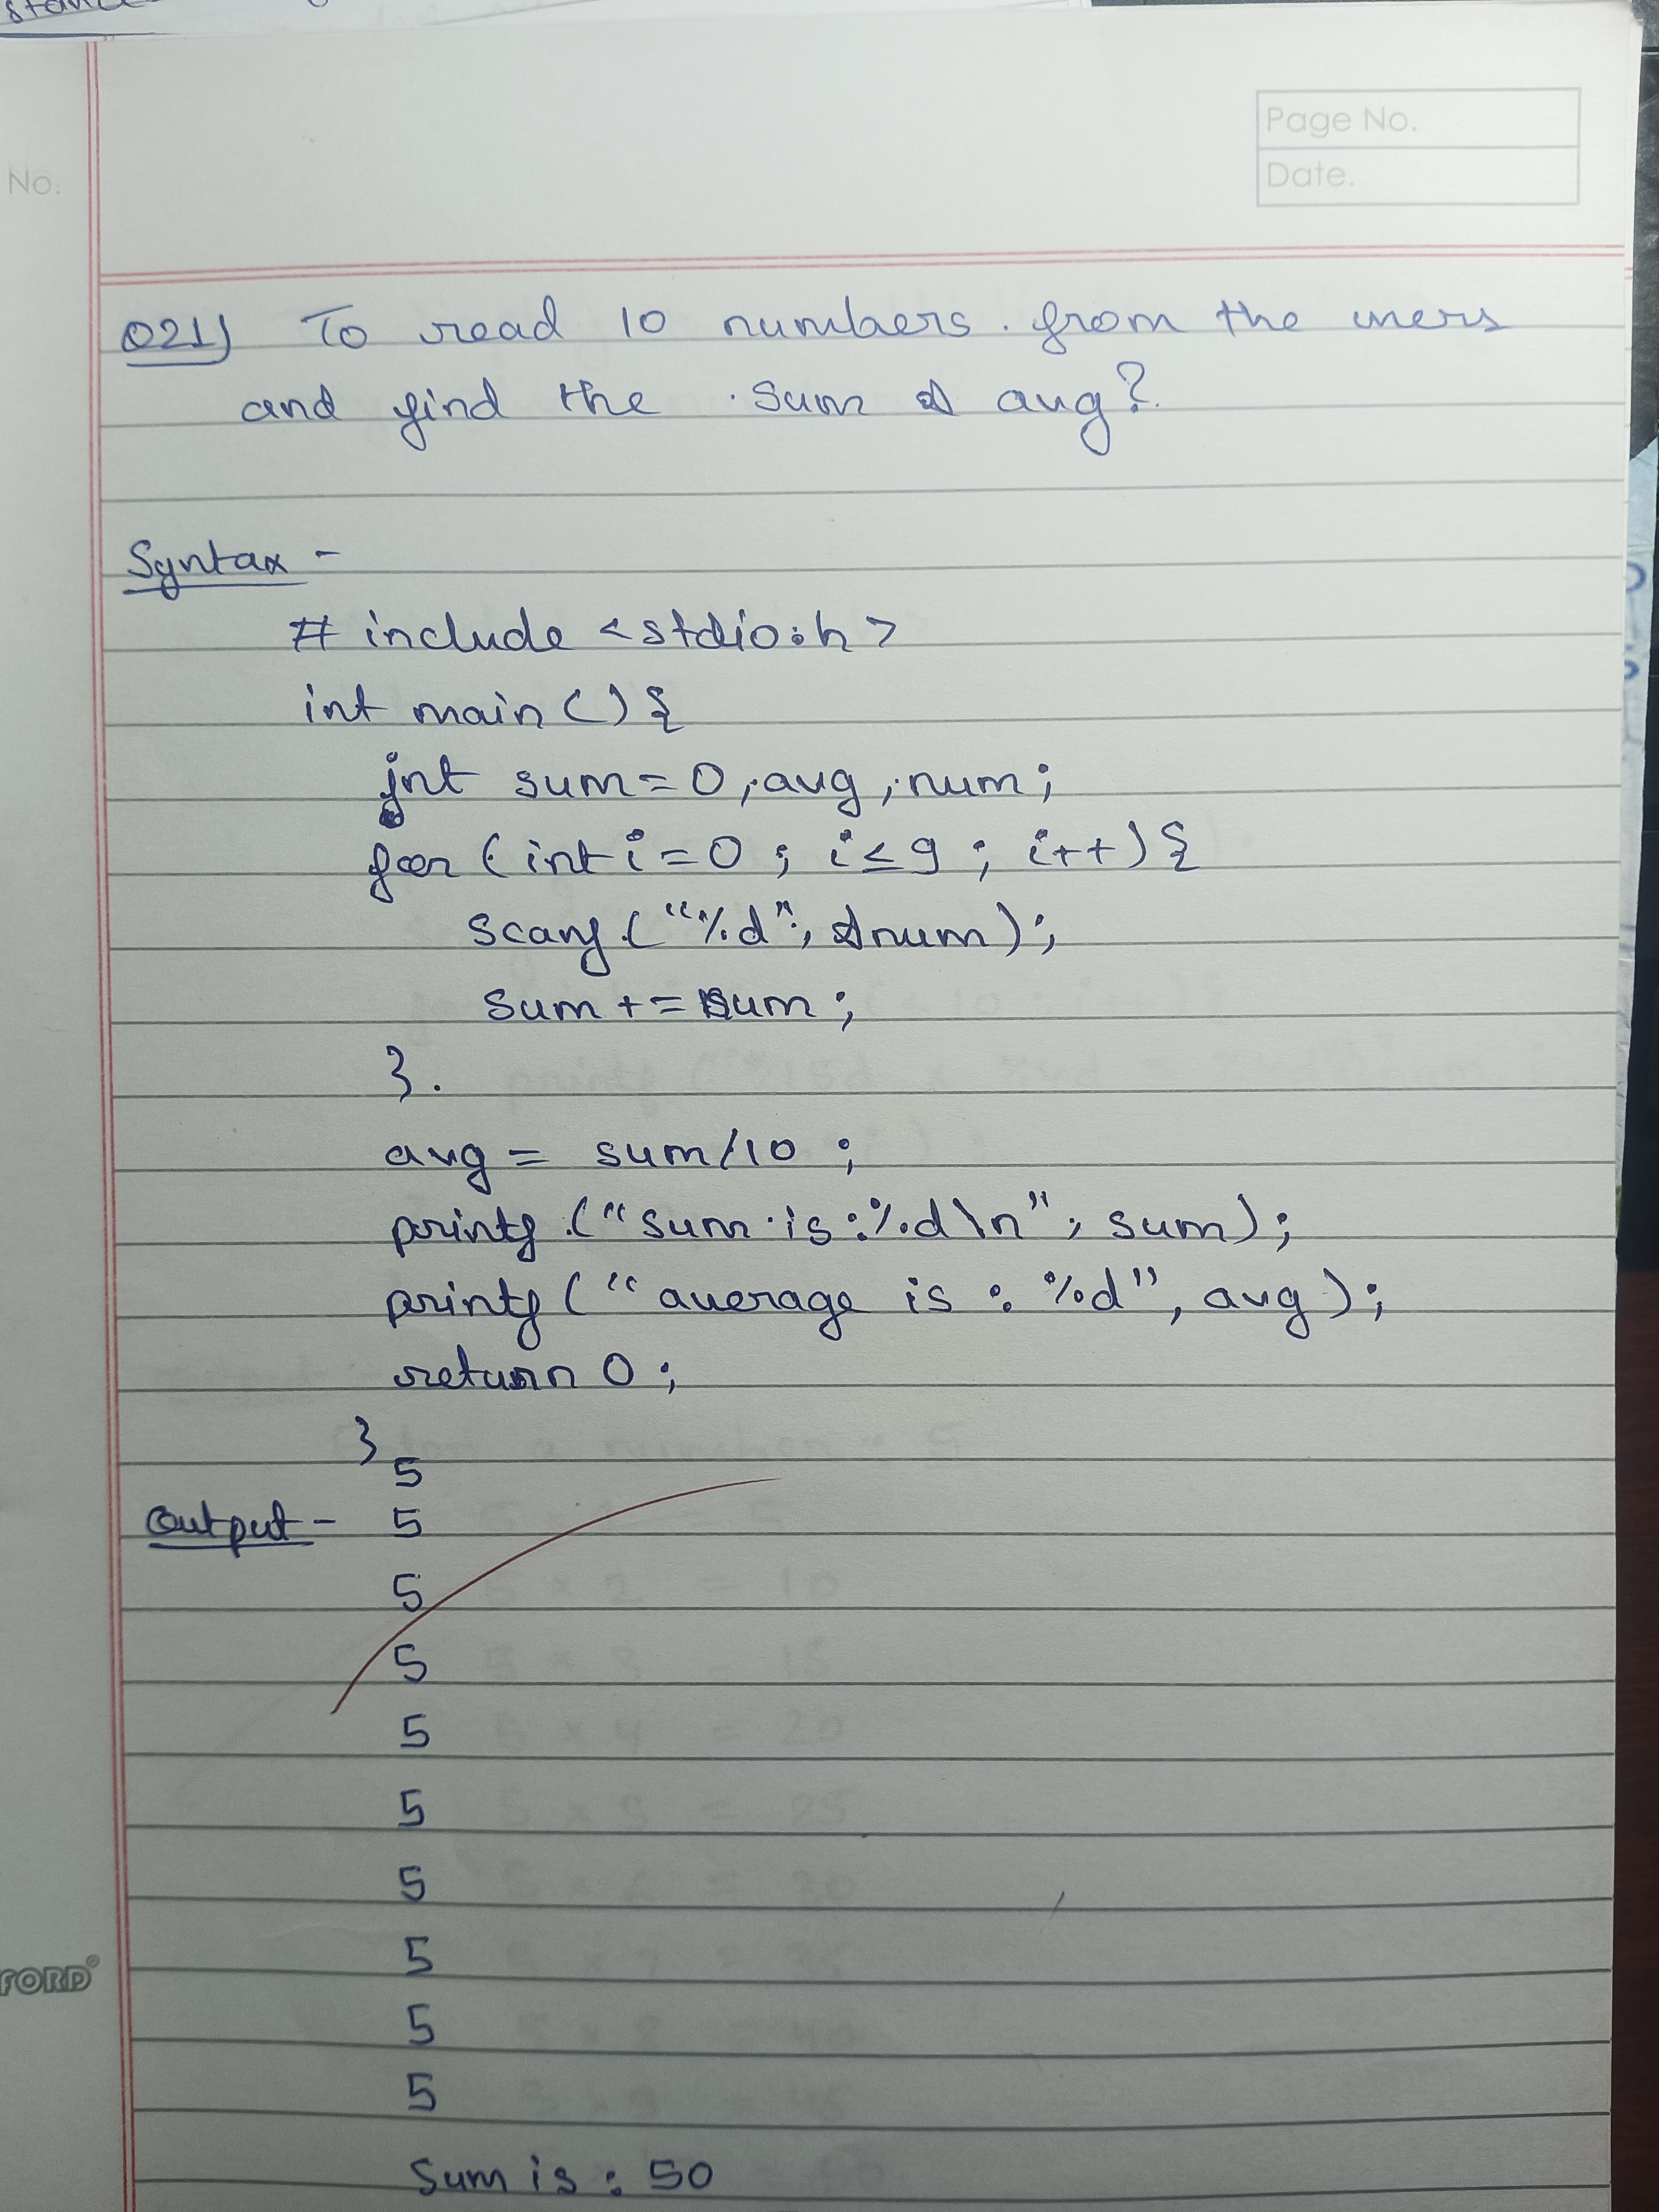 Page No.
Date.
No.
Q21) To read 10 numbers from the users
and find the sum & avg?
Syntax -
# include <stdio.h>
int main () {
int sum = 0, avg, num;
for (int i = 0 ; i ≤ 9 ; i++) {
scanf ("%d", &num);
sum += num ;
}
avg = sum/10 ;
printf ("sum is :%d\n", sum);
printf ("average is : %d", avg);
return 0 ;
}
5
Output - 5
5
5
5
5
5
FORD
5
5
5
Sum is : 50